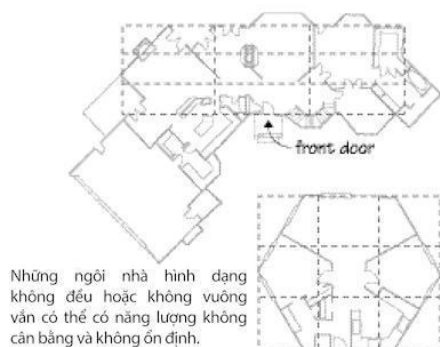 front door
Những ngôi nhà hình dạng
không đều hoặc không vuông
vắn có thể có năng lượng không
cân bằng và không ổn định.